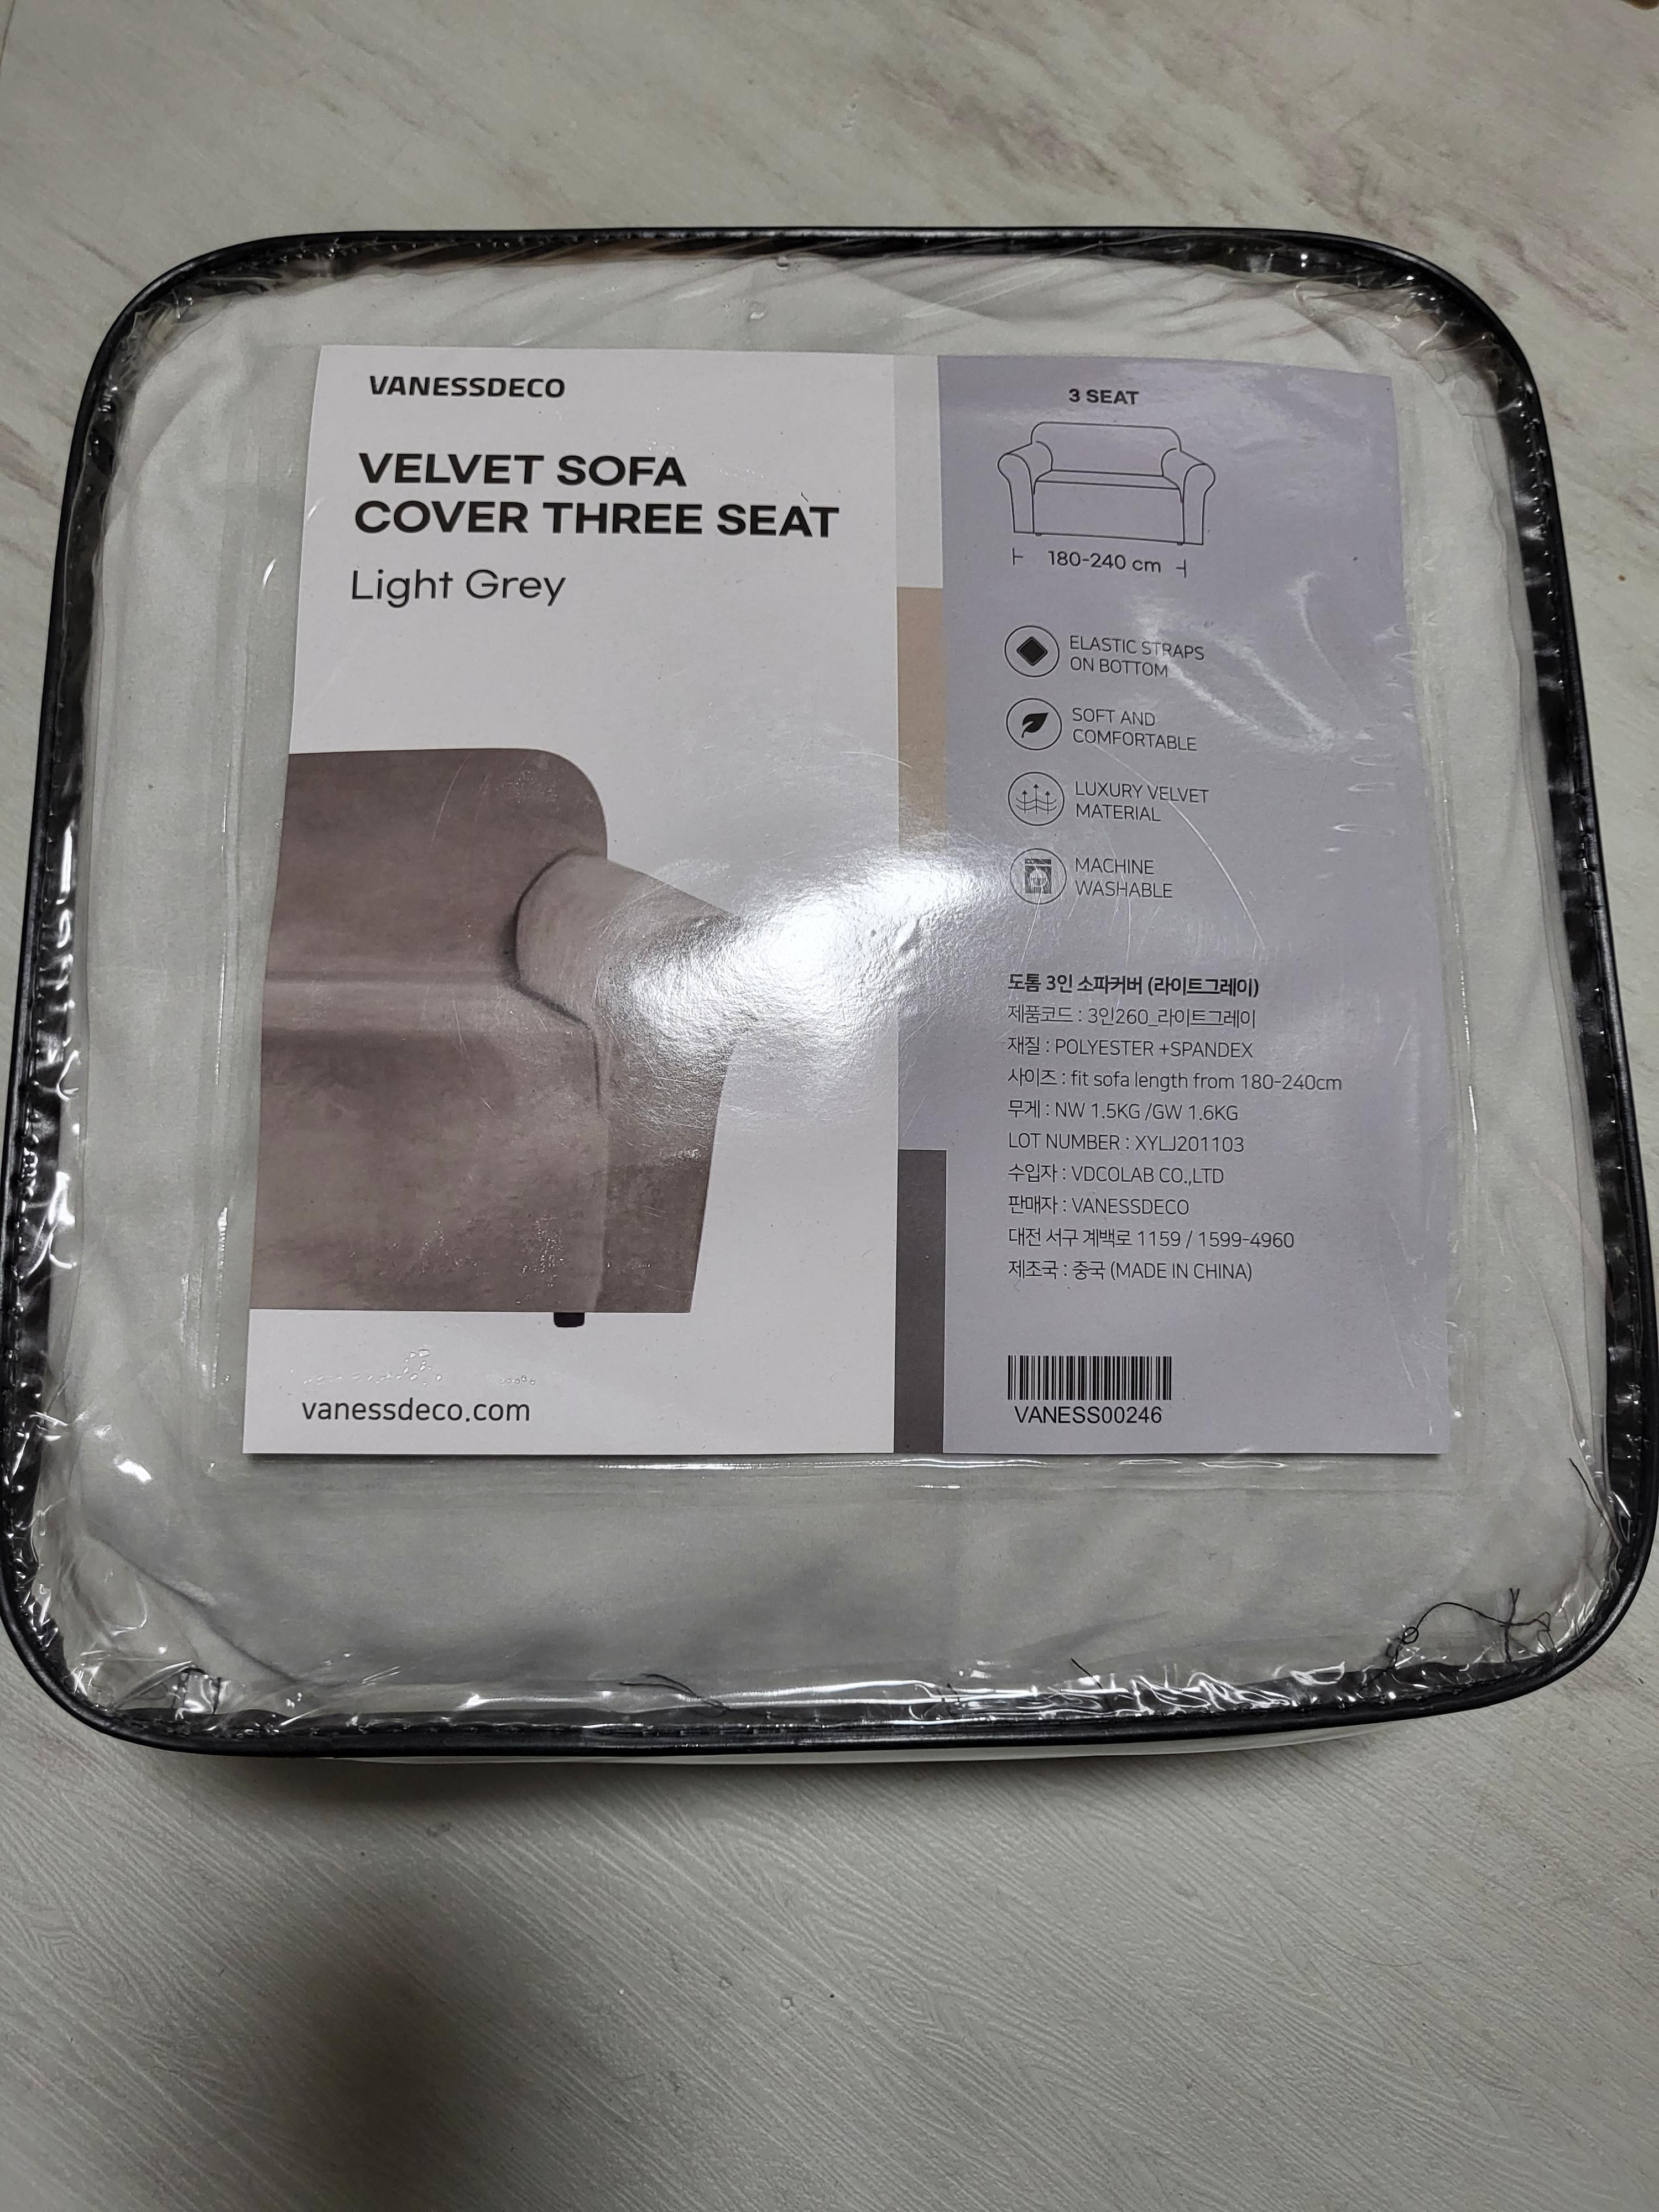 VANESSDECO
VELVET SOFA
COVER THREE SEAT
Light Grey
vanessdeco.com
3 SEAT
180-240 cm
ELASTIC STRAPS
ON BOTTOM
SOFT AND
COMFORTABLE
LUXURY VELVET
MATERIAL
MACHINE
WASHABLE
도톰 3인 소파커버 (라이트그레이)
제품코드 : 3인260_라이트그레이
재질 : POLYESTER +SPANDEX
사이즈 : fit sofa length from 180-240cm
무게 : NW 1.5KG /GW 1.6KG
LOT NUMBER : XYLJ201103
수입자 : VDCOLAB CO.,LTD
판매자 : VANESSDECO
대전 서구 계백로 1159 / 1599-4960
제조국 : 중국 (MADE IN CHINA)
VANESS00246